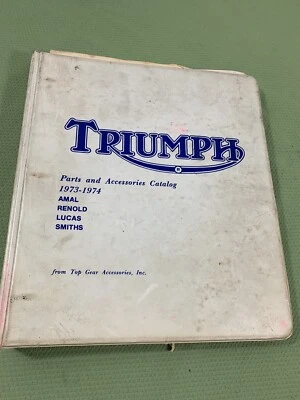 TRIUMPH
Parts and Accessories Catalog
1973-1974
AMAL
RENOLD
LUCAS
SMITHS
from Top Gear Accessories, Inc.